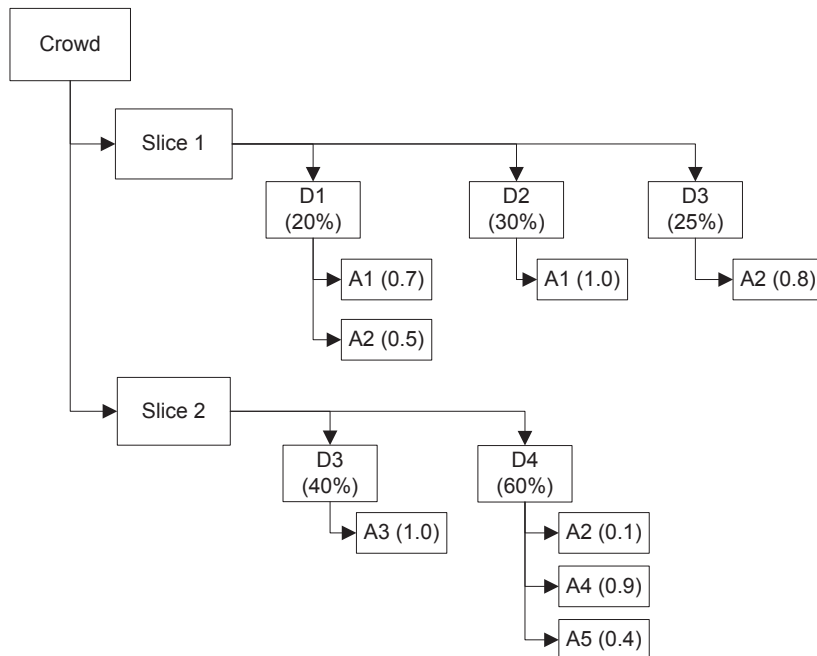 Crowd
Slice 1
D1
(20%)
D2
(30%)
D3
(25%)
A1 (0.7)
A1 (1.0)
A2 (0.8)
A2 (0.5)
Slice 2
D3
(40%)
D4
(60%)
A3 (1.0)
A2 (0.1)
A4 (0.9)
A5 (0.4)